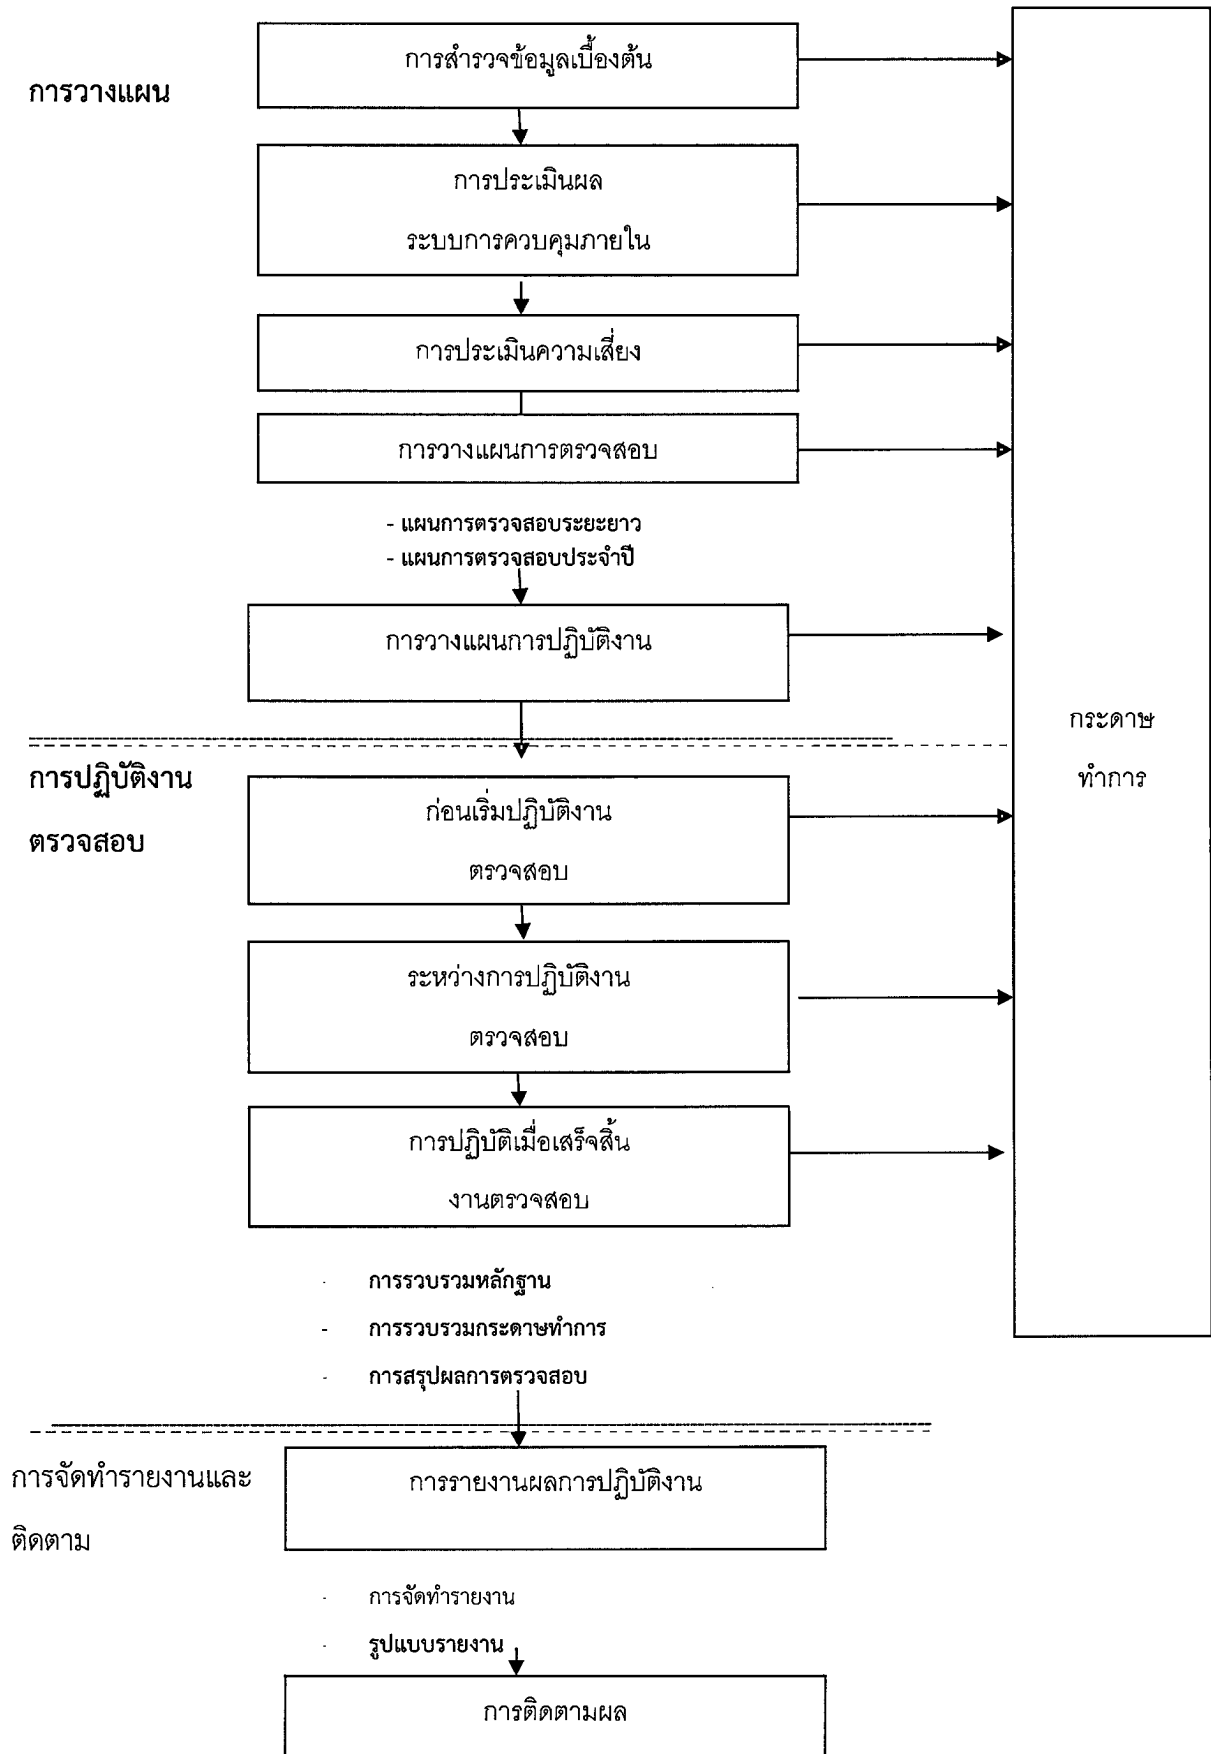 การสำรวจข้อมูลเบื้องต้น
การวางแผน
การประเมินผล
ระบบการควบคุมภายใน
การประเมินความเสี่ยง
การวางแผนการตรวจสอบ
- แผนการตรวจสอบระยะยาว
- แผนการตรวจสอบประจำปี
การวางแผนการปฏิบัติงาน
กระดาษ
ทำการ
การปฏิบัติงาน
ตรวจสอบ
ก่อนเริ่มปฏิบัติงาน
ตรวจสอบ
ระหว่างการปฏิบัติงาน
ตรวจสอบ
การปฏิบัติเมื่อเสร็จสิ้น
งานตรวจสอบ
- การรวบรวมหลักฐาน
- การรวบรวมกระดาษทำการ
- การสรุปผลการตรวจสอบ
การจัดทำรายงานและ
ติดตาม
การรายงานผลการปฏิบัติงาน
- การจัดทำรายงาน
- รูปแบบรายงาน
การติดตามผล